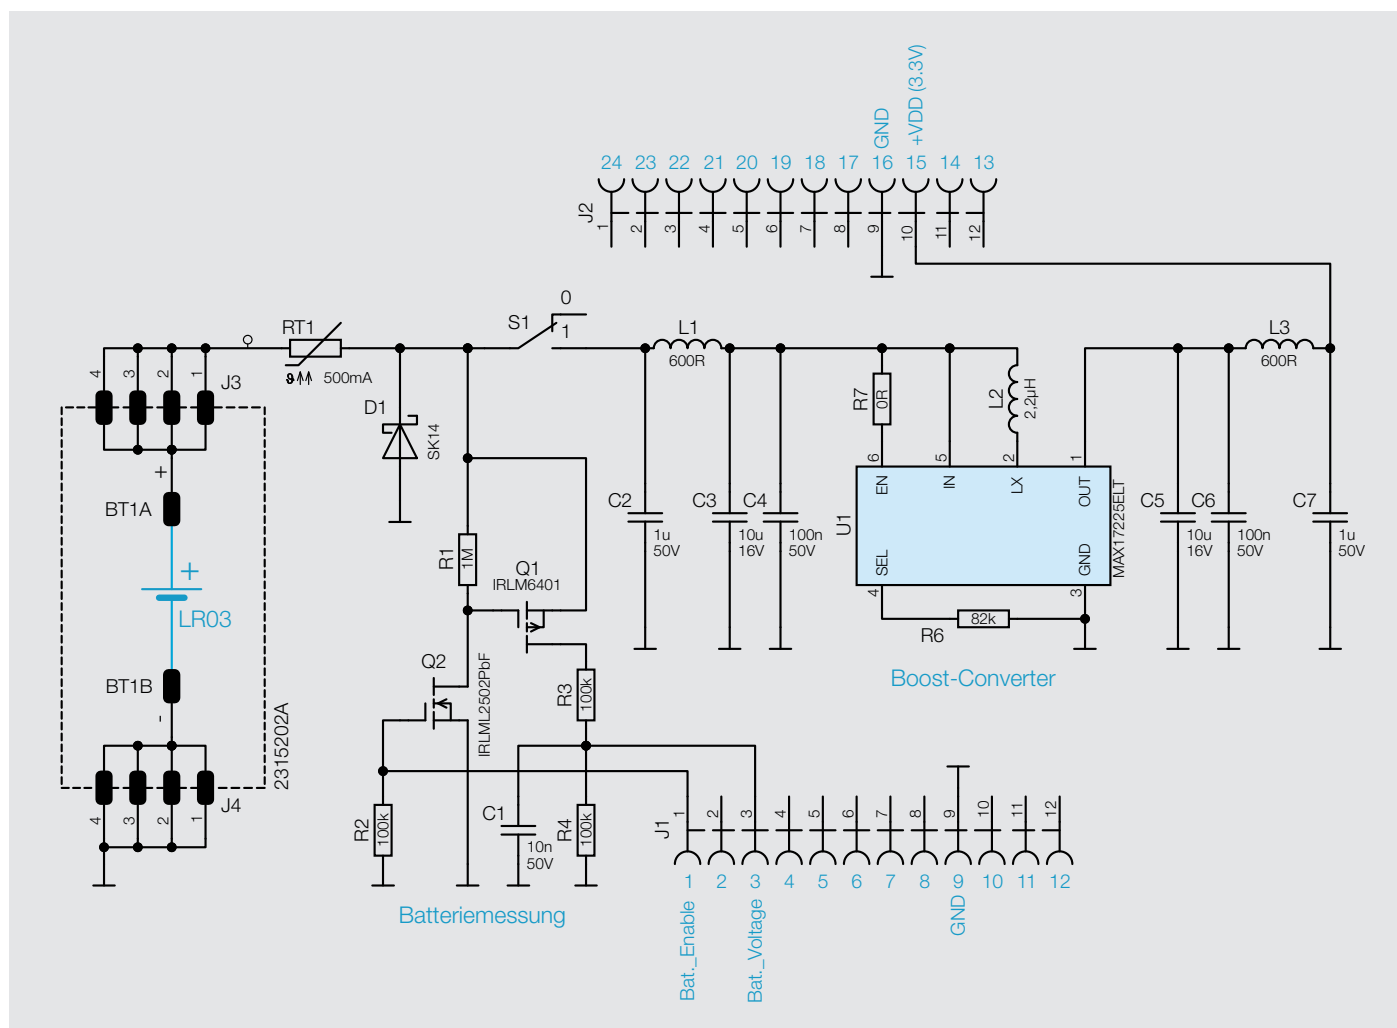 GND
+VDD (3.3V)
24 23 22 21 20 19 18 17 16 15 14 13
J2
1 2 3 4 5 6 7 8 9 10 11 12
RT1
ϑ 500mA
S1
0
1
L1
600R
L3
600R
4 3 2 1
J3
D1
SK14
R7
0R
L2
2,2µH
6 5 2 1
EN IN LX OUT
U1
MAX17225ELT
SEL GND
4 3
R6
82k
Boost-Converter
+
BT1A
+
LR03
BT1B
-
2315202A
4 3 2 1
J4
R1
1M
Q1
IRLM6401
Q2
IRLML2502PbF
C2
1u
50V
C3
10u
16V
C4
100n
50V
C5
10u
16V
C6
100n
50V
C7
1u
50V
R3
100k
R2
100k
C1
10n
50V
R4
100k
Batteriemessung
J1
1 2 3 4 5 6 7 8 9 10 11 12
1 2 3 4 5 6 7 8 9 10 11 12
Bat._Enable
Bat._Voltage
GND